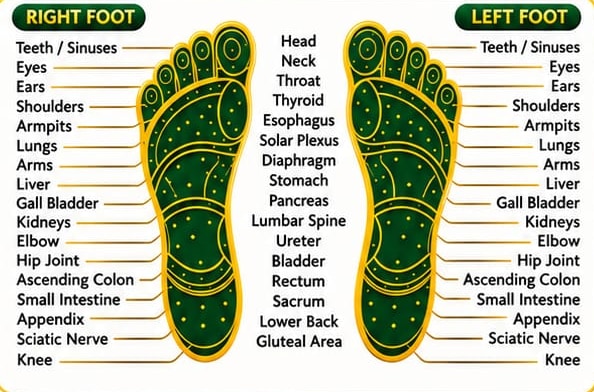 RIGHT FOOT
Teeth / Sinuses
Eyes
Ears
Shoulders
Armpits
Lungs
Arms
Liver
Gall Bladder
Kidneys
Elbow
Hip Joint
Ascending Colon
Small Intestine
Appendix
Sciatic Nerve
Knee
Head
Neck
Throat
Thyroid
Esophagus
Solar Plexus
Diaphragm
Stomach
Pancreas
Lumbar Spine
Ureter
Bladder
Rectum
Sacrum
Lower Back
Gluteal Area
LEFT FOOT
Teeth / Sinuses
Eyes
Ears
Shoulders
Armpits
Lungs
Arms
Liver
Gall Bladder
Kidneys
Elbow
Hip Joint
Ascending Colon
Small Intestine
Appendix
Sciatic Nerve
Knee